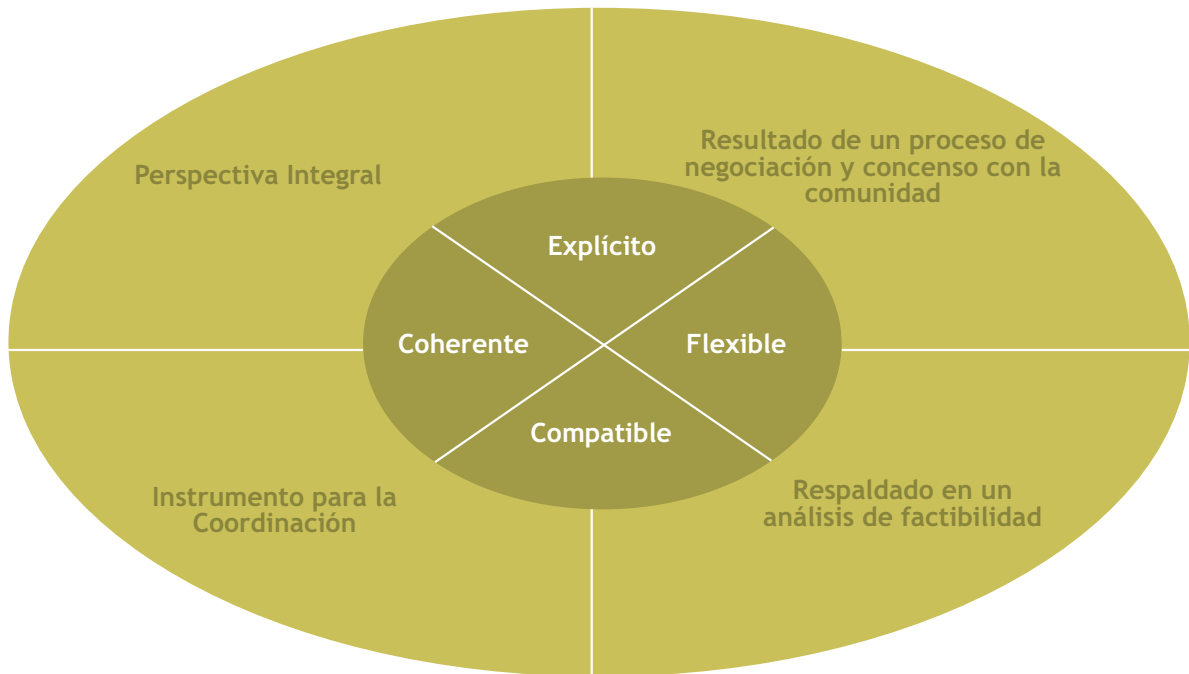 Perspectiva Integral
Resultado de un proceso de
negociación y concenso con la
comunidad
Explícito
Coherente
Flexible
Compatible
Instrumento para la
Coordinación
Respaldado en un
análisis de factibilidad